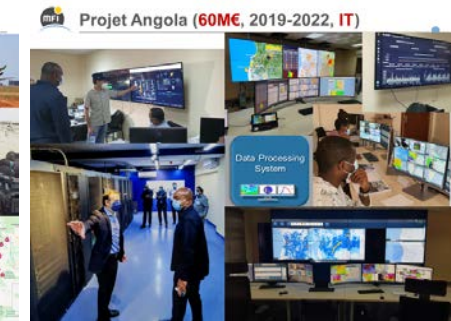 MFI
Projet Angola (60M€, 2019-2022, IT)
Data Processing
System